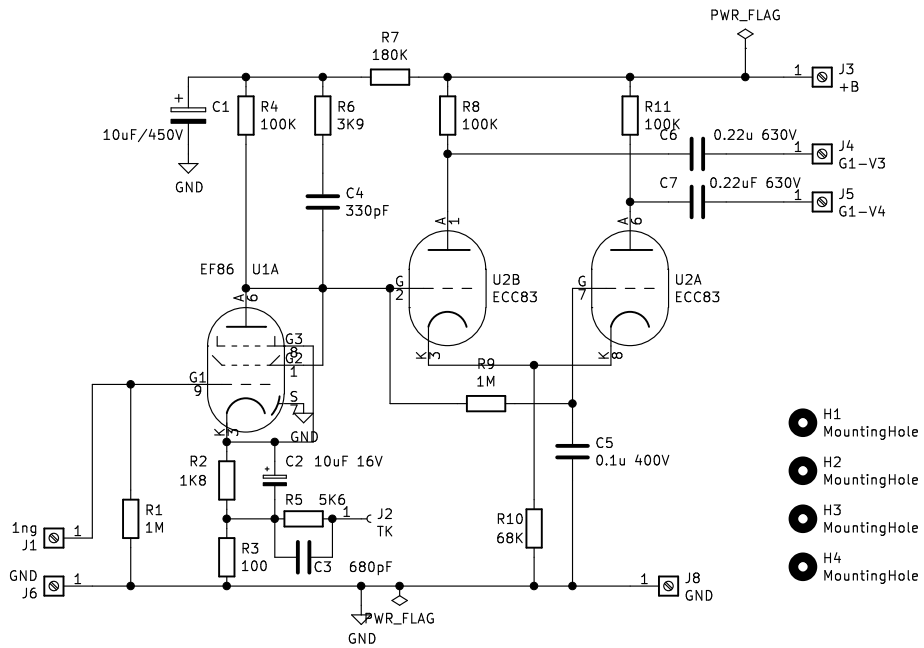 PWR_FLAG
R7
180K
1
J3
+B
C1
10uF/450V
GND
R4
100K
R6
3K9
R8
100K
R11
100K
C6
0.22u 630V
1
J4
G1-V3
C7
0.22uF 630V
1
J5
G1-V4
C4
330pF
EF86
U1A
A
6
G3
8
G2
1
G1
9
S
7
K
3
GND
A
1
G
2
K
3
U2B
ECC83
A
6
G
7
K
8
U2A
ECC83
R9
1M
C5
0.1u 400V
R2
1K8
C2
10uF 16V
R5
5K6
1
J2
TK
R3
100
C3
680pF
R1
1M
R10
68K
1ng
J1
1
GND
J6
1
GND
PWR_FLAG
1
J8
GND
H1
MountingHole
H2
MountingHole
H3
MountingHole
H4
MountingHole